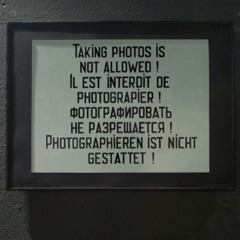 Taking photos is
not allowed !
Il est interdit de
photograpier !
фотографировать
не разрешается !
Photographieren ist nicht
gestattet !